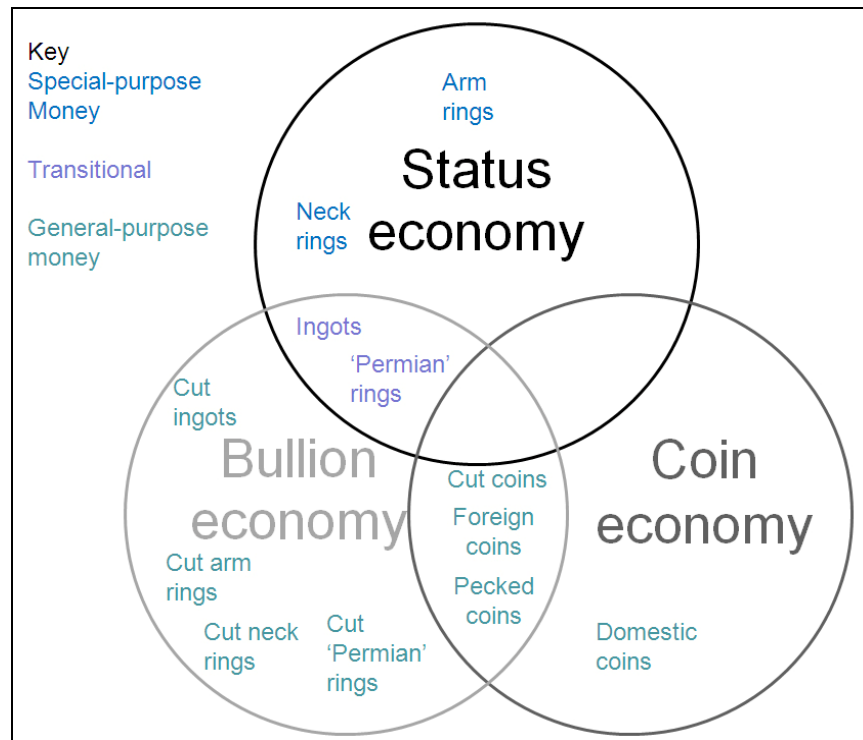 Key
Special-purpose
Money
Transitional
General-purpose
money
Arm
rings
Status
economy
Neck
rings
Ingots
‘Permian’
rings
Cut
ingots
Bullion
economy
Cut arm
rings
Cut neck
rings
Cut
‘Permian’
rings
Cut coins
Foreign
coins
Pecked
coins
Coin
economy
Domestic
coins